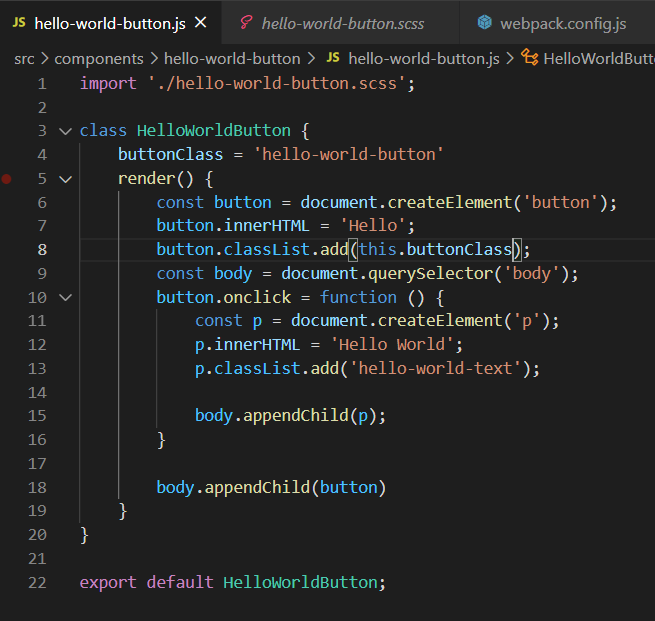 JS hello-world-button.js × hello-world-button.scss webpack.config.js
src > components > hello-world-button > JS hello-world-button.js > HelloWorldButt
1 import './hello-world-button.scss';
2
3 class HelloWorldButton {
4 buttonClass = 'hello-world-button'
5 render() {
6 const button = document.createElement('button');
7 button.innerHTML = 'Hello';
8 button.classList.add(this.buttonClass);
9 const body = document.querySelector('body');
10 button.onclick = function () {
11 const p = document.createElement('p');
12 p.innerHTML = 'Hello World';
13 p.classList.add('hello-world-text');
14
15 body.appendChild(p);
16 }
17
18 body.appendChild(button)
19 }
20 }
21
22 export default HelloWorldButton;